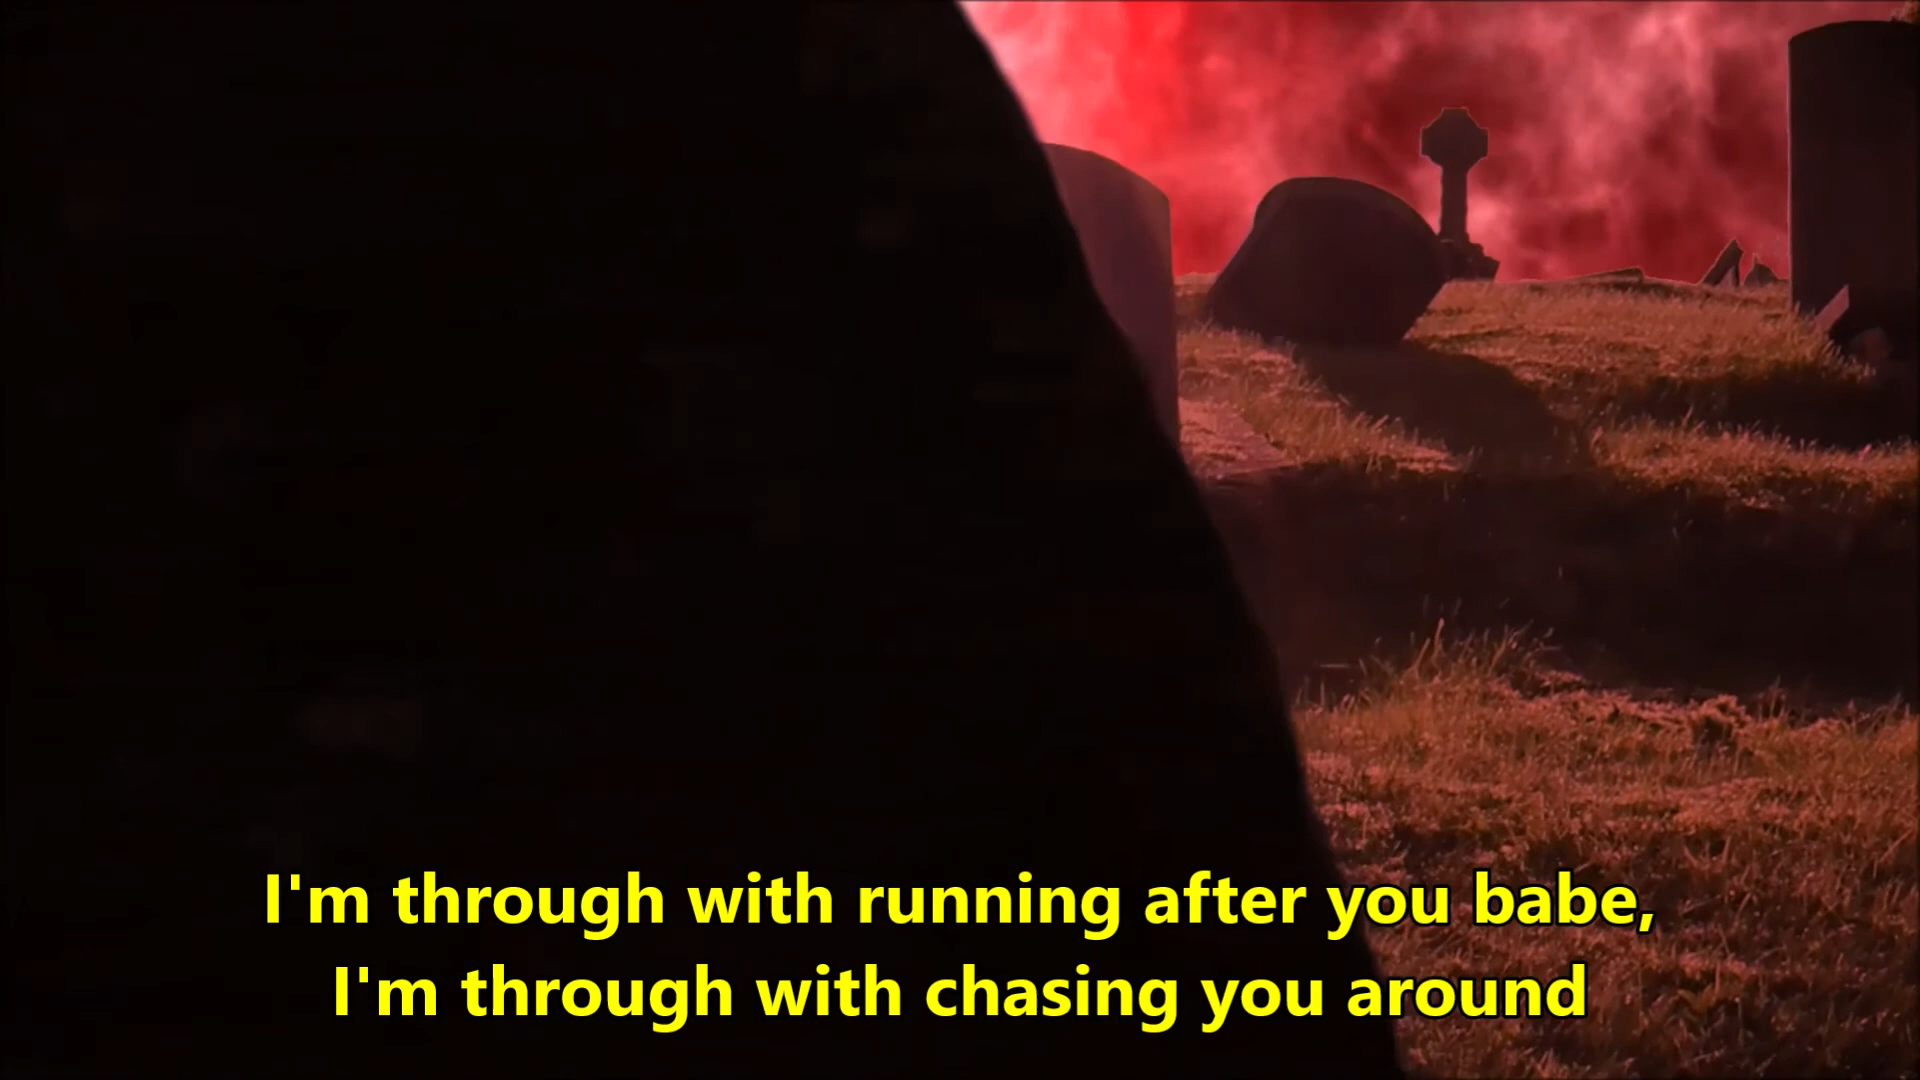 I'm through with running after you babe,
I'm through with chasing you around